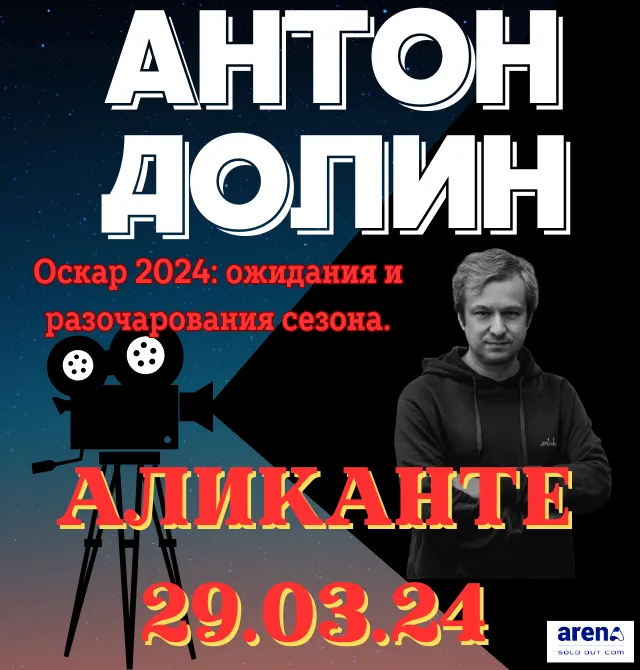 АНТОН
ДОЛИН
Оскар 2024: ожидания и
разочарования сезона.
АЛИКАНТЕ
29.03.24
arena
SOLD OUT COM